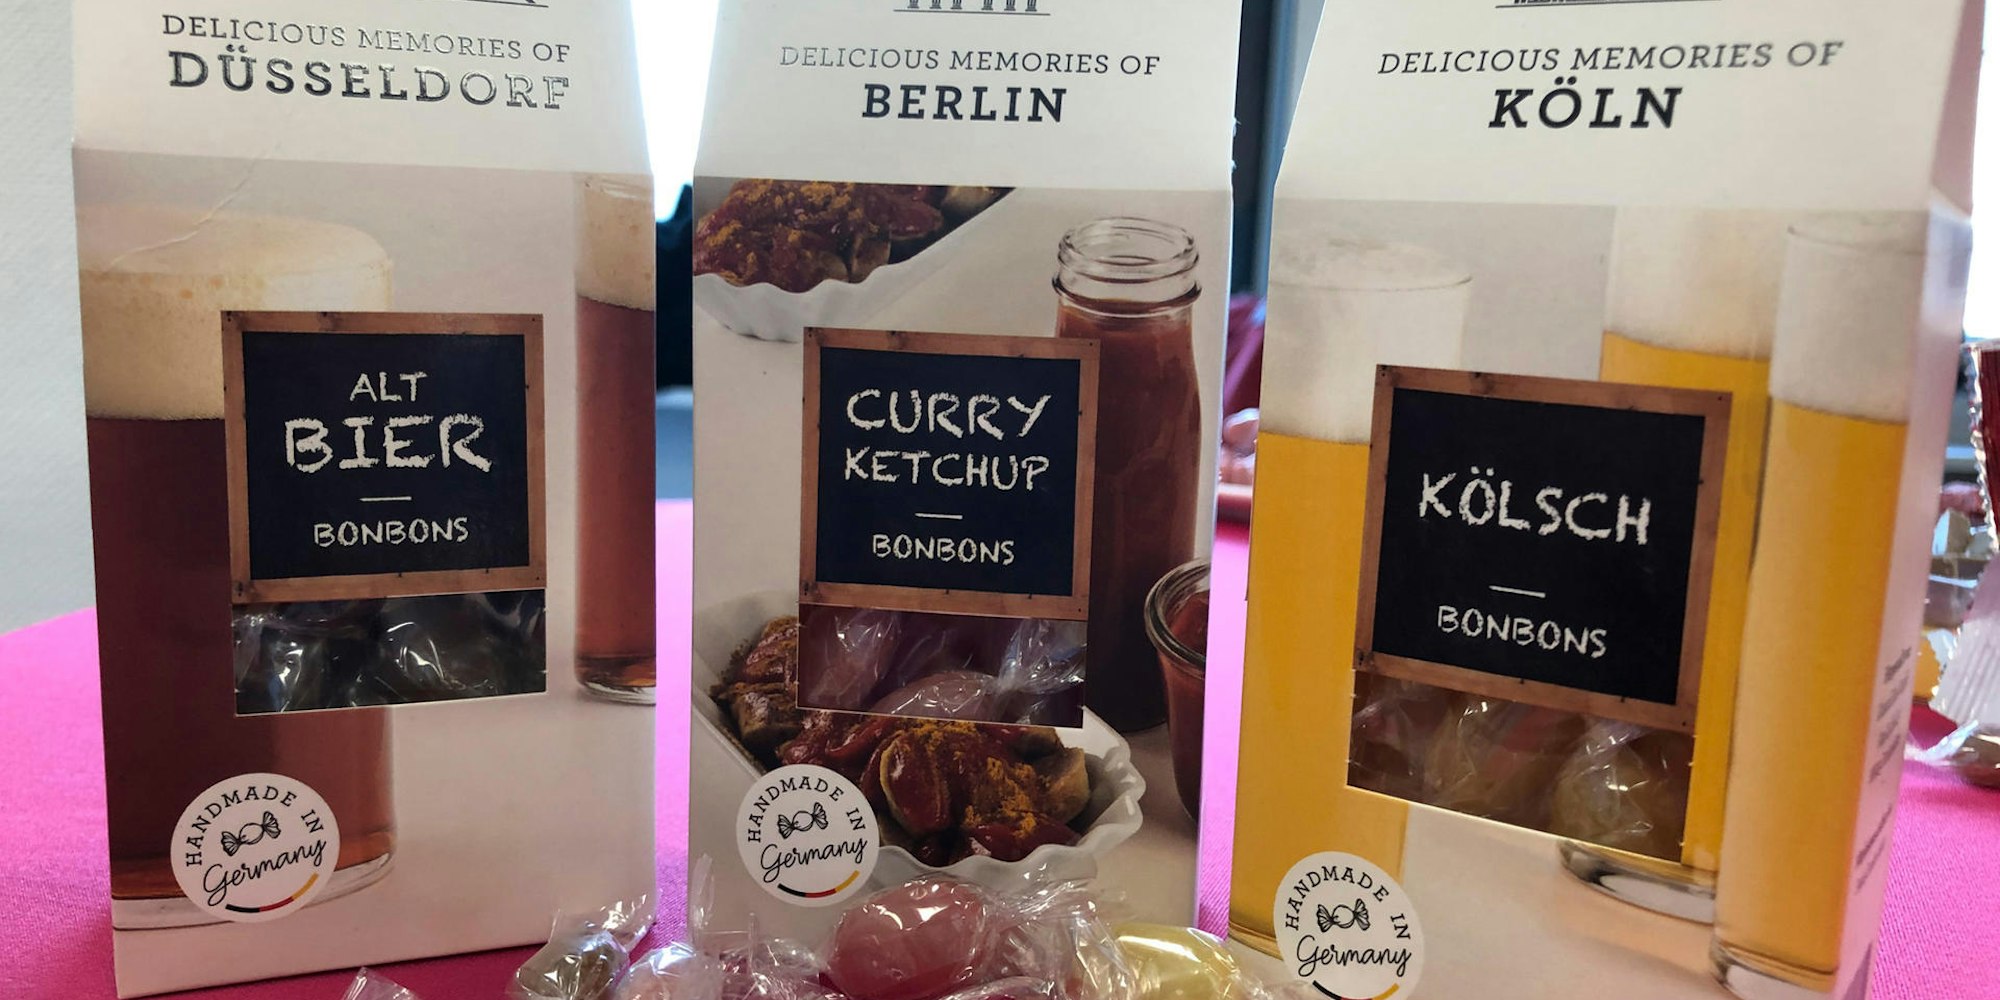 DELICIOUS MEMORIES OF
DÜSSELDORF
ALT
BIER
BONBONS
HANDMADE IN
Germany
DELICIOUS MEMORIES OF
BERLIN
CURRY
KETCHUP
BONBONS
HANDMADE IN
Germany
DELICIOUS MEMORIES OF
KÖLN
KÖLSCH
BONBONS
HANDMADE IN
Germany